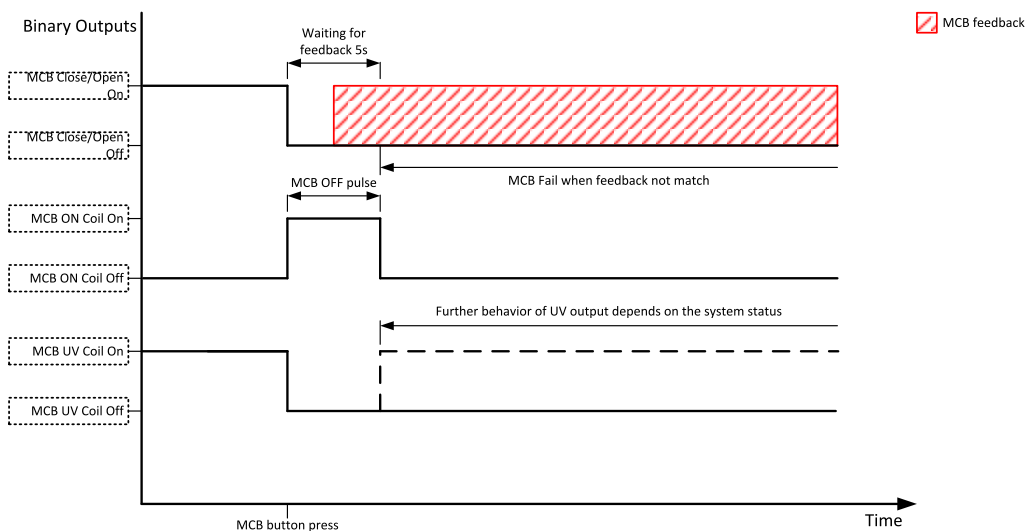 Binary Outputs
MCB feedback
Waiting for
feedback 5s
MCB Close/Open
On
MCB Close/Open
Off
MCB Fail when feedback not match
MCB OFF pulse
MCB ON Coil On
MCB ON Coil Off
Further behavior of UV output depends on the system status
MCB UV Coil On
MCB UV Coil Off
Time
MCB button press